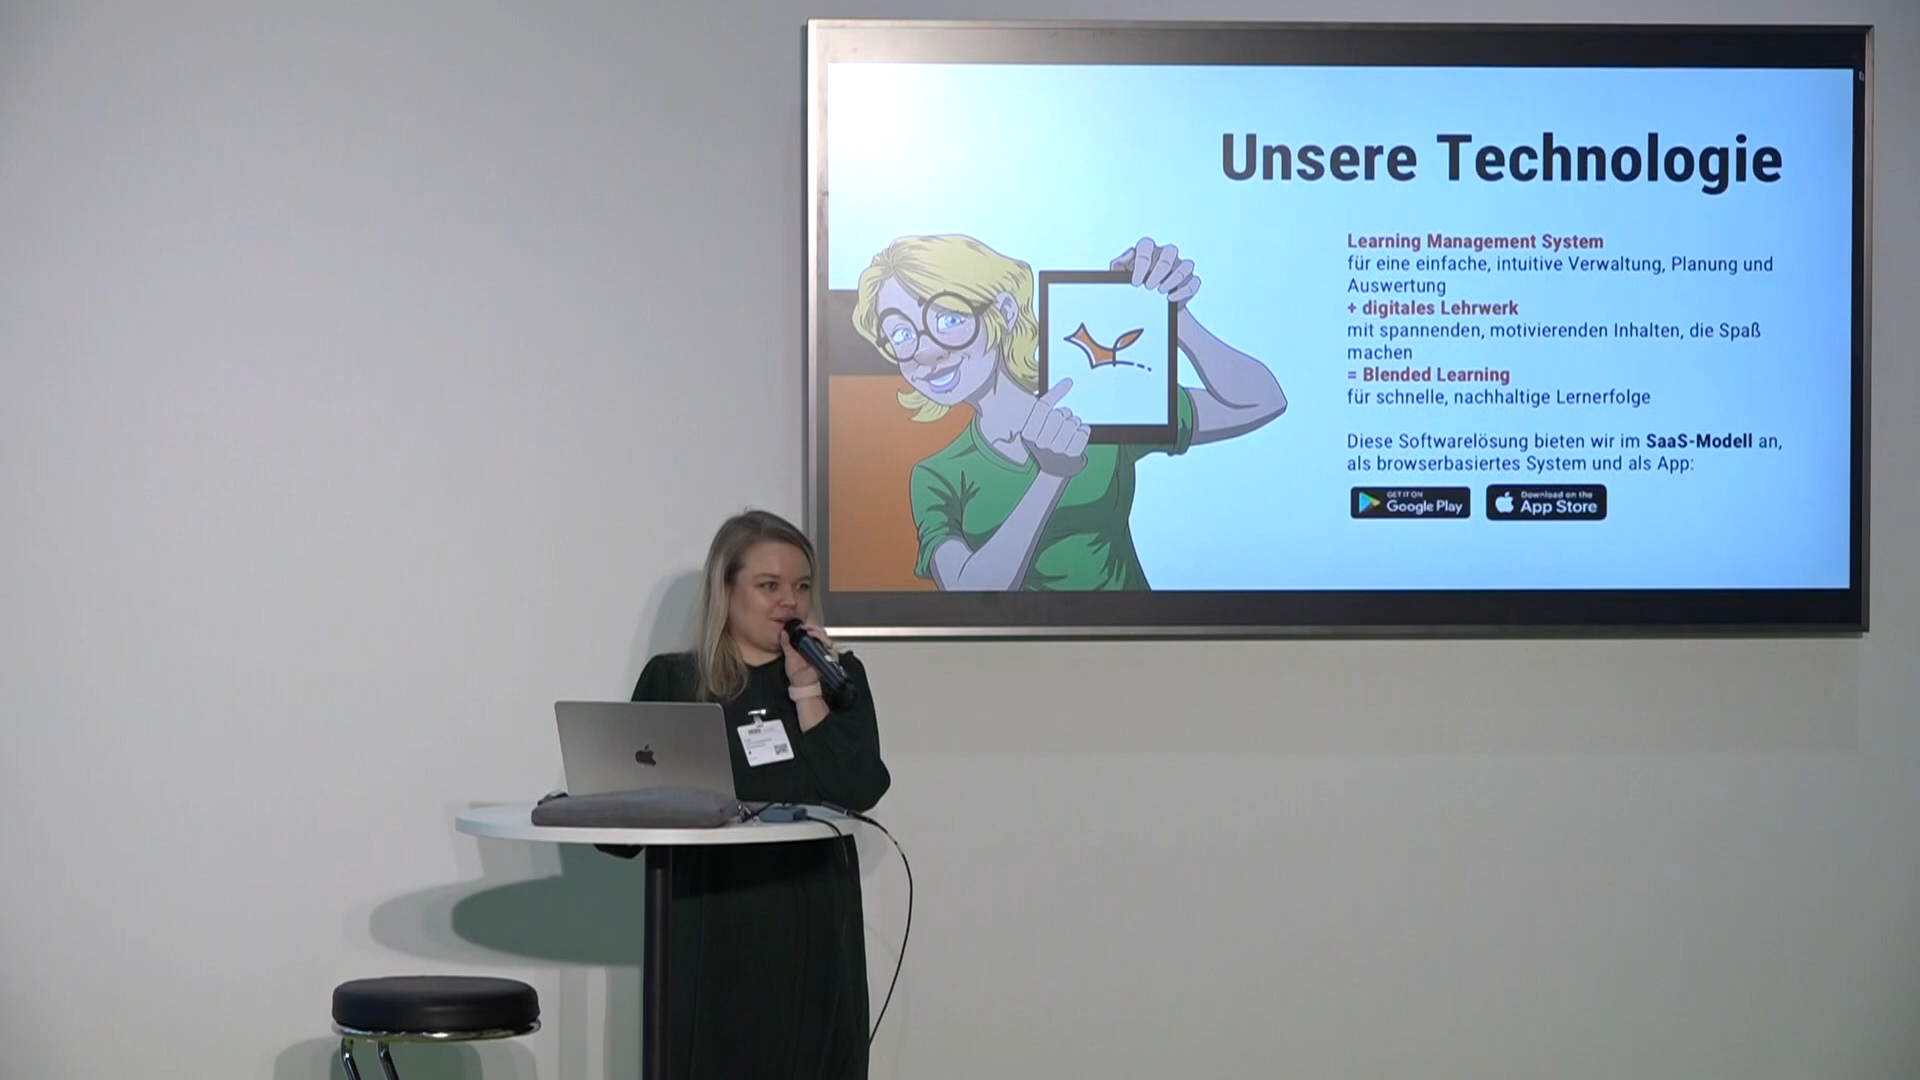 Unsere Technologie
Learning Management System
für eine einfache, intuitive Verwaltung, Planung und
Auswertung
+ digitales Lehrwerk
mit spannenden, motivierenden Inhalten, die Spaß
machen
= Blended Learning
für schnelle, nachhaltige Lernerfolge
Diese Softwarelösung bieten wir im SaaS-Modell an,
als browserbasiertes System und als App:
GET IT ON
Google Play
Download on the
App Store